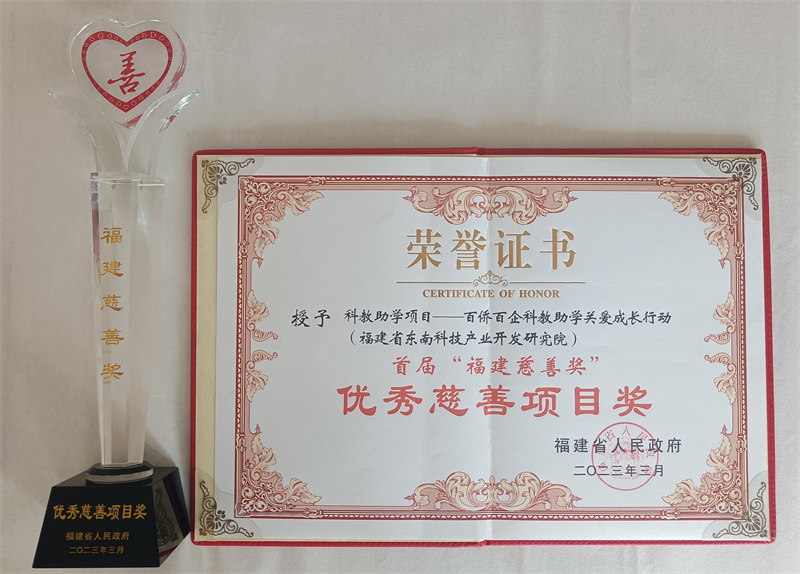 善
福建慈善奖
优秀慈善项目奖
福建省人民政府
二〇二三年三月
荣誉证书
CERTIFICATE OF HONOR
授予 科教助学项目——百侨百企科教助学关爱成长行动
（福建省东南科技产业开发研究院）
首届“福建慈善奖”
优秀慈善项目奖
福建省人民政府
二〇二三年三月